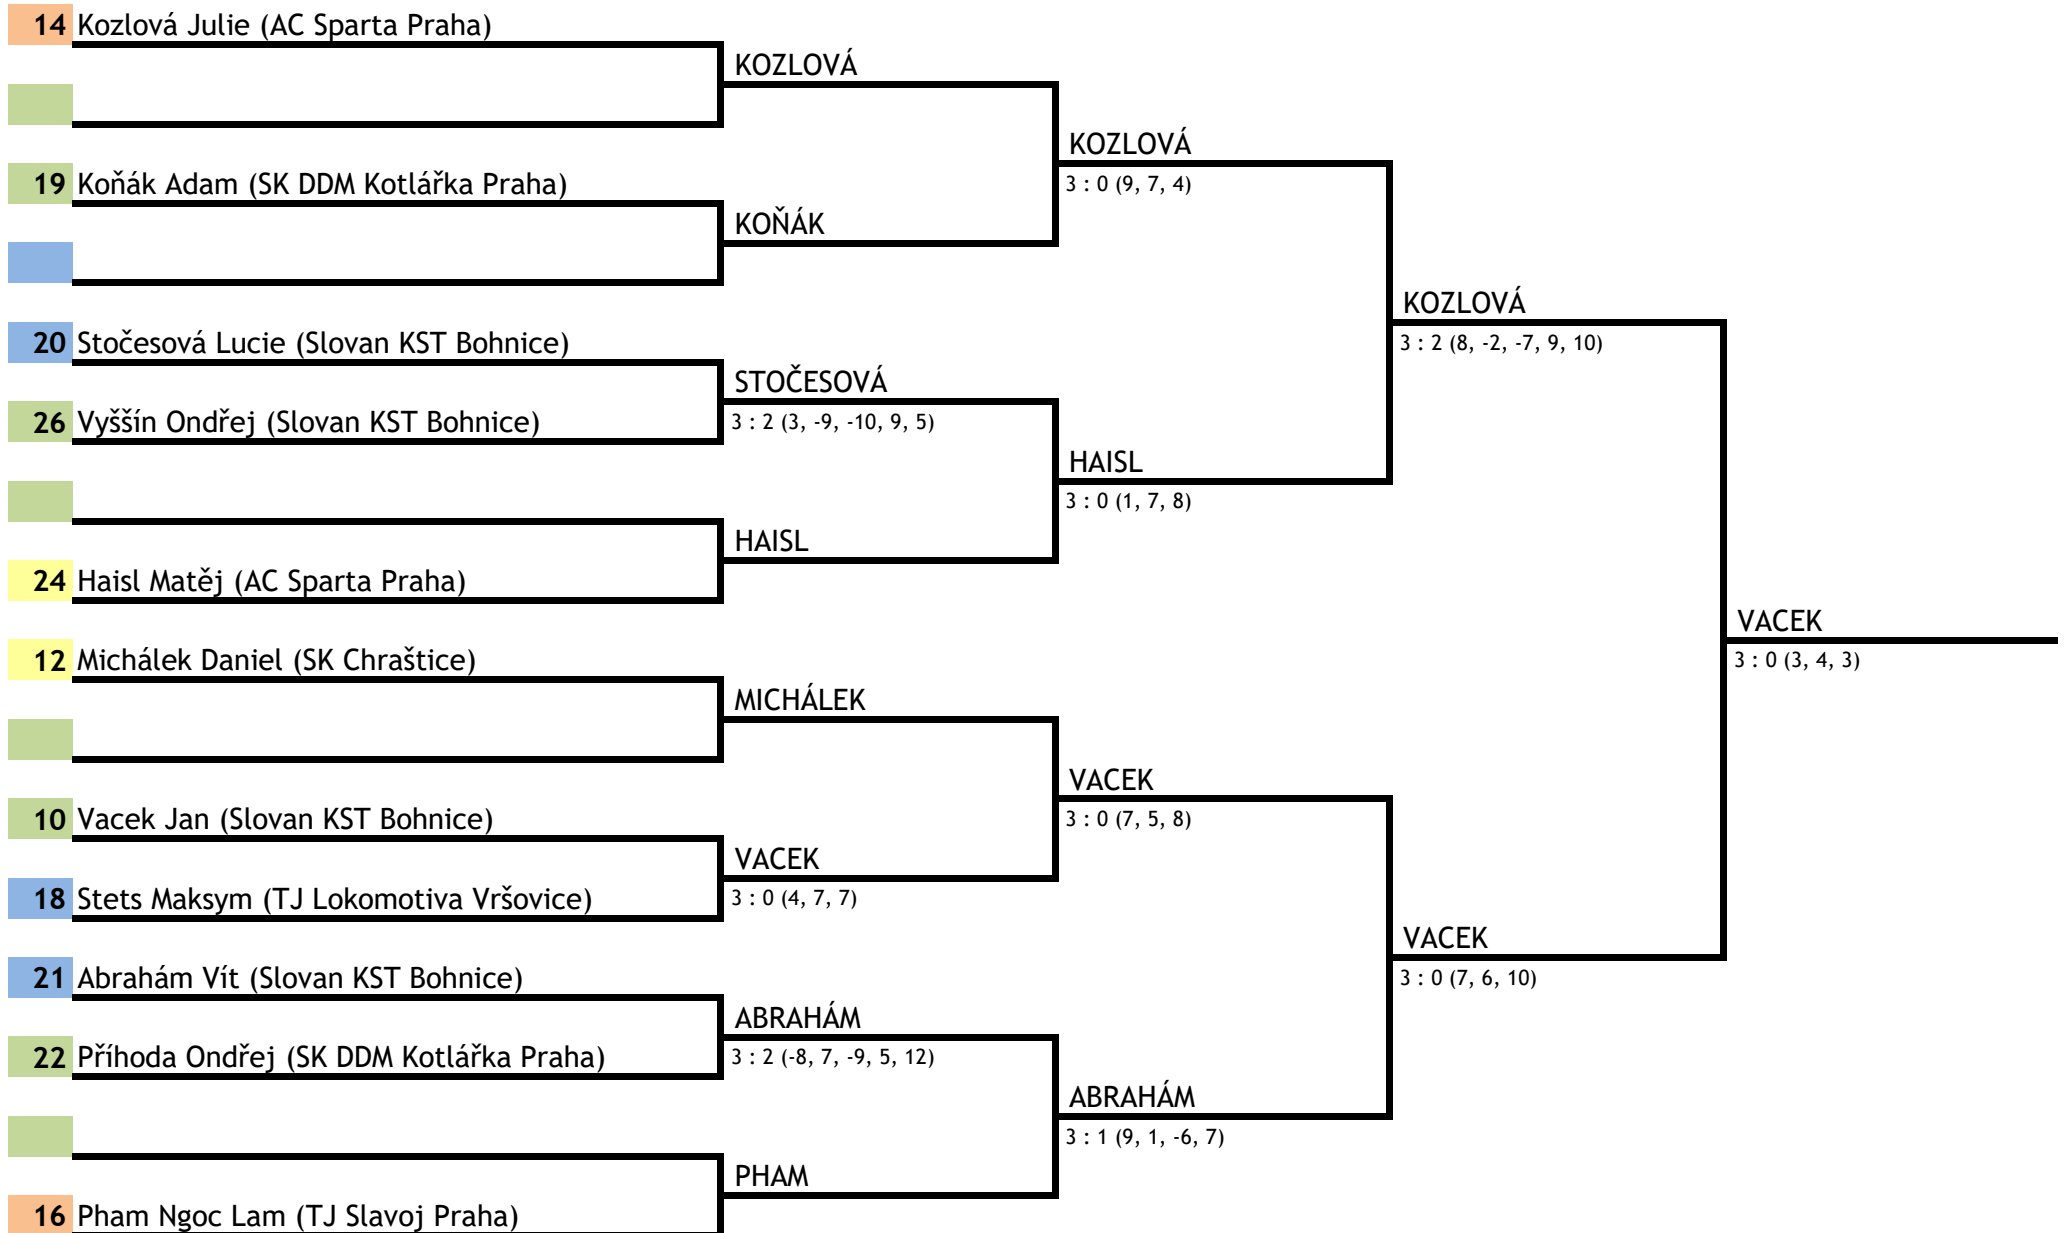 14 Kozlová Julie (AC Sparta Praha)
KOZLOVÁ
KOZLOVÁ
19 Koňák Adam (SK DDM Kotlářka Praha)
3 : 0 (9, 7, 4)
KOŇÁK
KOZLOVÁ
20 Stočesová Lucie (Slovan KST Bohnice)
3 : 2 (8, -2, -7, 9, 10)
STOČESOVÁ
26 Vyššín Ondřej (Slovan KST Bohnice)
3 : 2 (3, -9, -10, 9, 5)
HAISL
3 : 0 (1, 7, 8)
HAISL
24 Haisl Matěj (AC Sparta Praha)
VACEK
12 Michálek Daniel (SK Chraštice)
3 : 0 (3, 4, 3)
MICHÁLEK
VACEK
10 Vacek Jan (Slovan KST Bohnice)
3 : 0 (7, 5, 8)
VACEK
18 Stets Maksym (TJ Lokomotiva Vršovice)
3 : 0 (4, 7, 7)
VACEK
21 Abrahám Vít (Slovan KST Bohnice)
3 : 0 (7, 6, 10)
ABRAHÁM
22 Příhoda Ondřej (SK DDM Kotlářka Praha)
3 : 2 (-8, 7, -9, 5, 12)
ABRAHÁM
3 : 1 (9, 1, -6, 7)
PHAM
16 Pham Ngoc Lam (TJ Slavoj Praha)